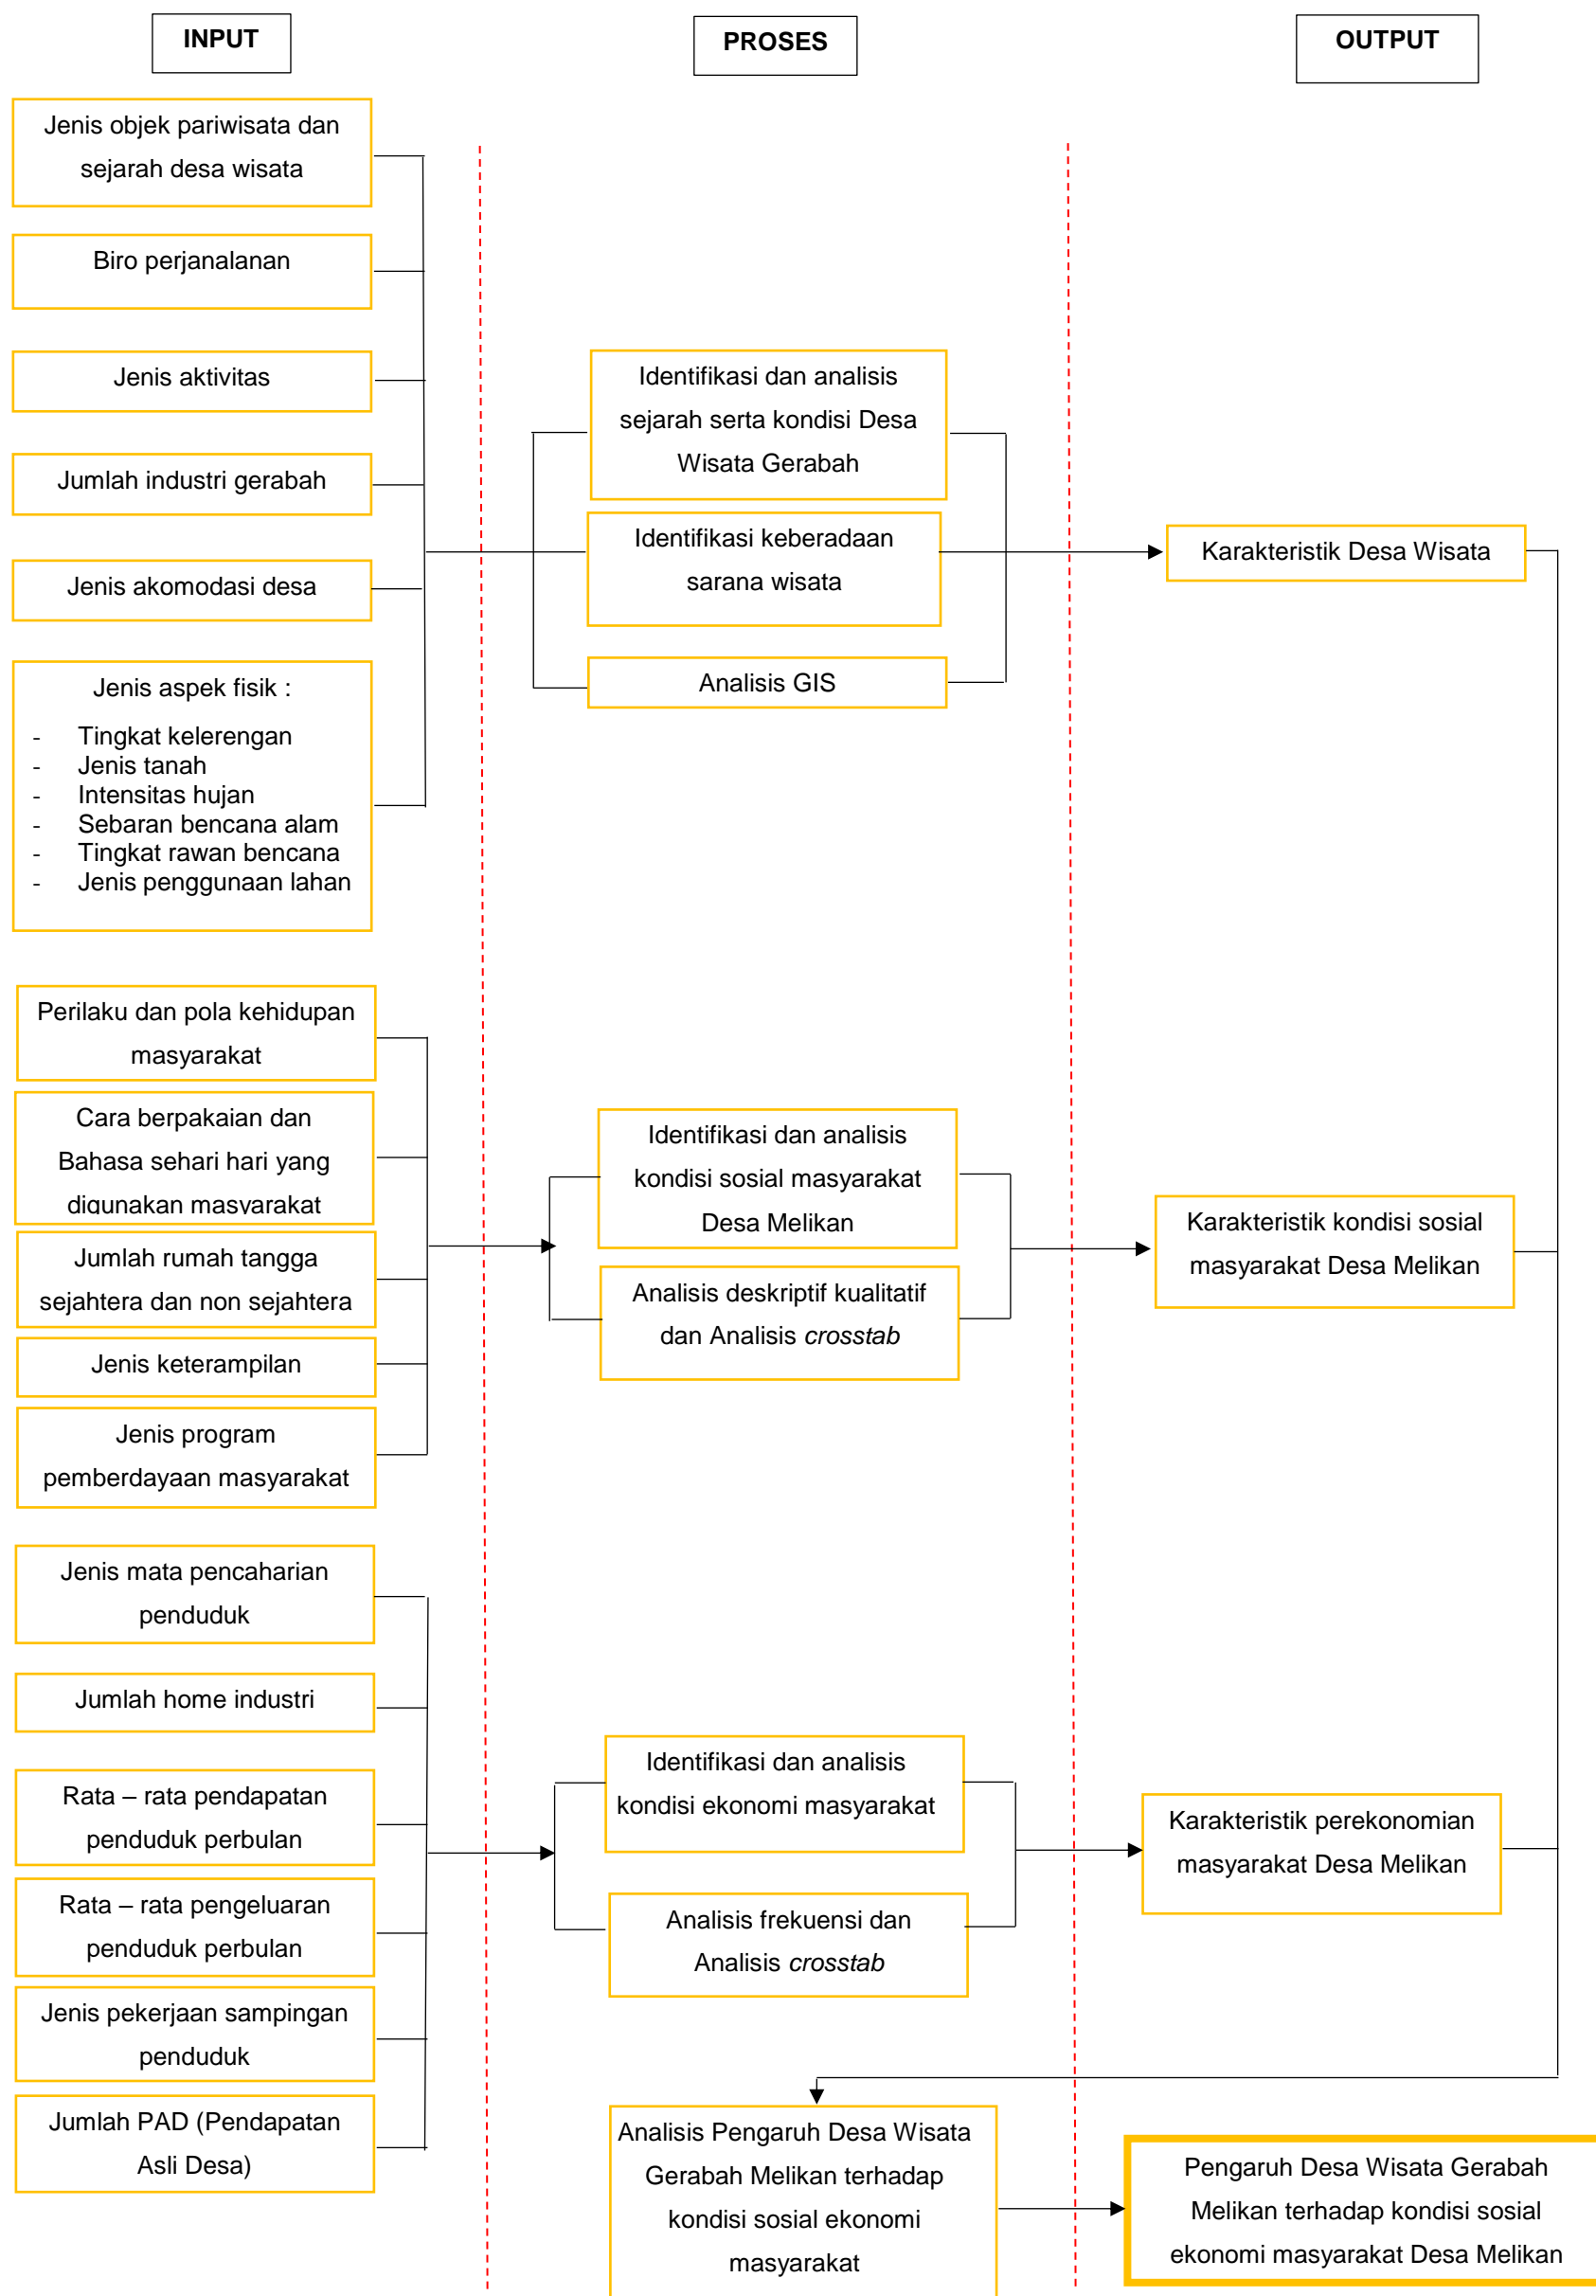 INPUT
PROSES
OUTPUT
Jenis objek pariwisata dan
sejarah desa wisata
Biro perjanalanan
Jenis aktivitas
Jumlah industri gerabah
Jenis akomodasi desa
Jenis aspek fisik :
- Tingkat kelerengan
- Jenis tanah
- Intensitas hujan
- Sebaran bencana alam
- Tingkat rawan bencana
- Jenis penggunaan lahan
Identifikasi dan analisis
sejarah serta kondisi Desa
Wisata Gerabah
Identifikasi keberadaan
sarana wisata
Analisis GIS
Karakteristik Desa Wisata
Perilaku dan pola kehidupan
masyarakat
Cara berpakaian dan
Bahasa sehari hari yang
digunakan masyarakat
Jumlah rumah tangga
sejahtera dan non sejahtera
Jenis keterampilan
Jenis program
pemberdayaan masyarakat
Identifikasi dan analisis
kondisi sosial masyarakat
Desa Melikan
Analisis deskriptif kualitatif
dan Analisis crosstab
Karakteristik kondisi sosial
masyarakat Desa Melikan
Jenis mata pencaharian
penduduk
Jumlah home industri
Rata – rata pendapatan
penduduk perbulan
Rata – rata pengeluaran
penduduk perbulan
Jenis pekerjaan sampingan
penduduk
Jumlah PAD (Pendapatan
Asli Desa)
Identifikasi dan analisis
kondisi ekonomi masyarakat
Analisis frekuensi dan
Analisis crosstab
Karakteristik perekonomian
masyarakat Desa Melikan
Analisis Pengaruh Desa Wisata
Gerabah Melikan terhadap
kondisi sosial ekonomi
masyarakat
Pengaruh Desa Wisata Gerabah
Melikan terhadap kondisi sosial
ekonomi masyarakat Desa Melikan